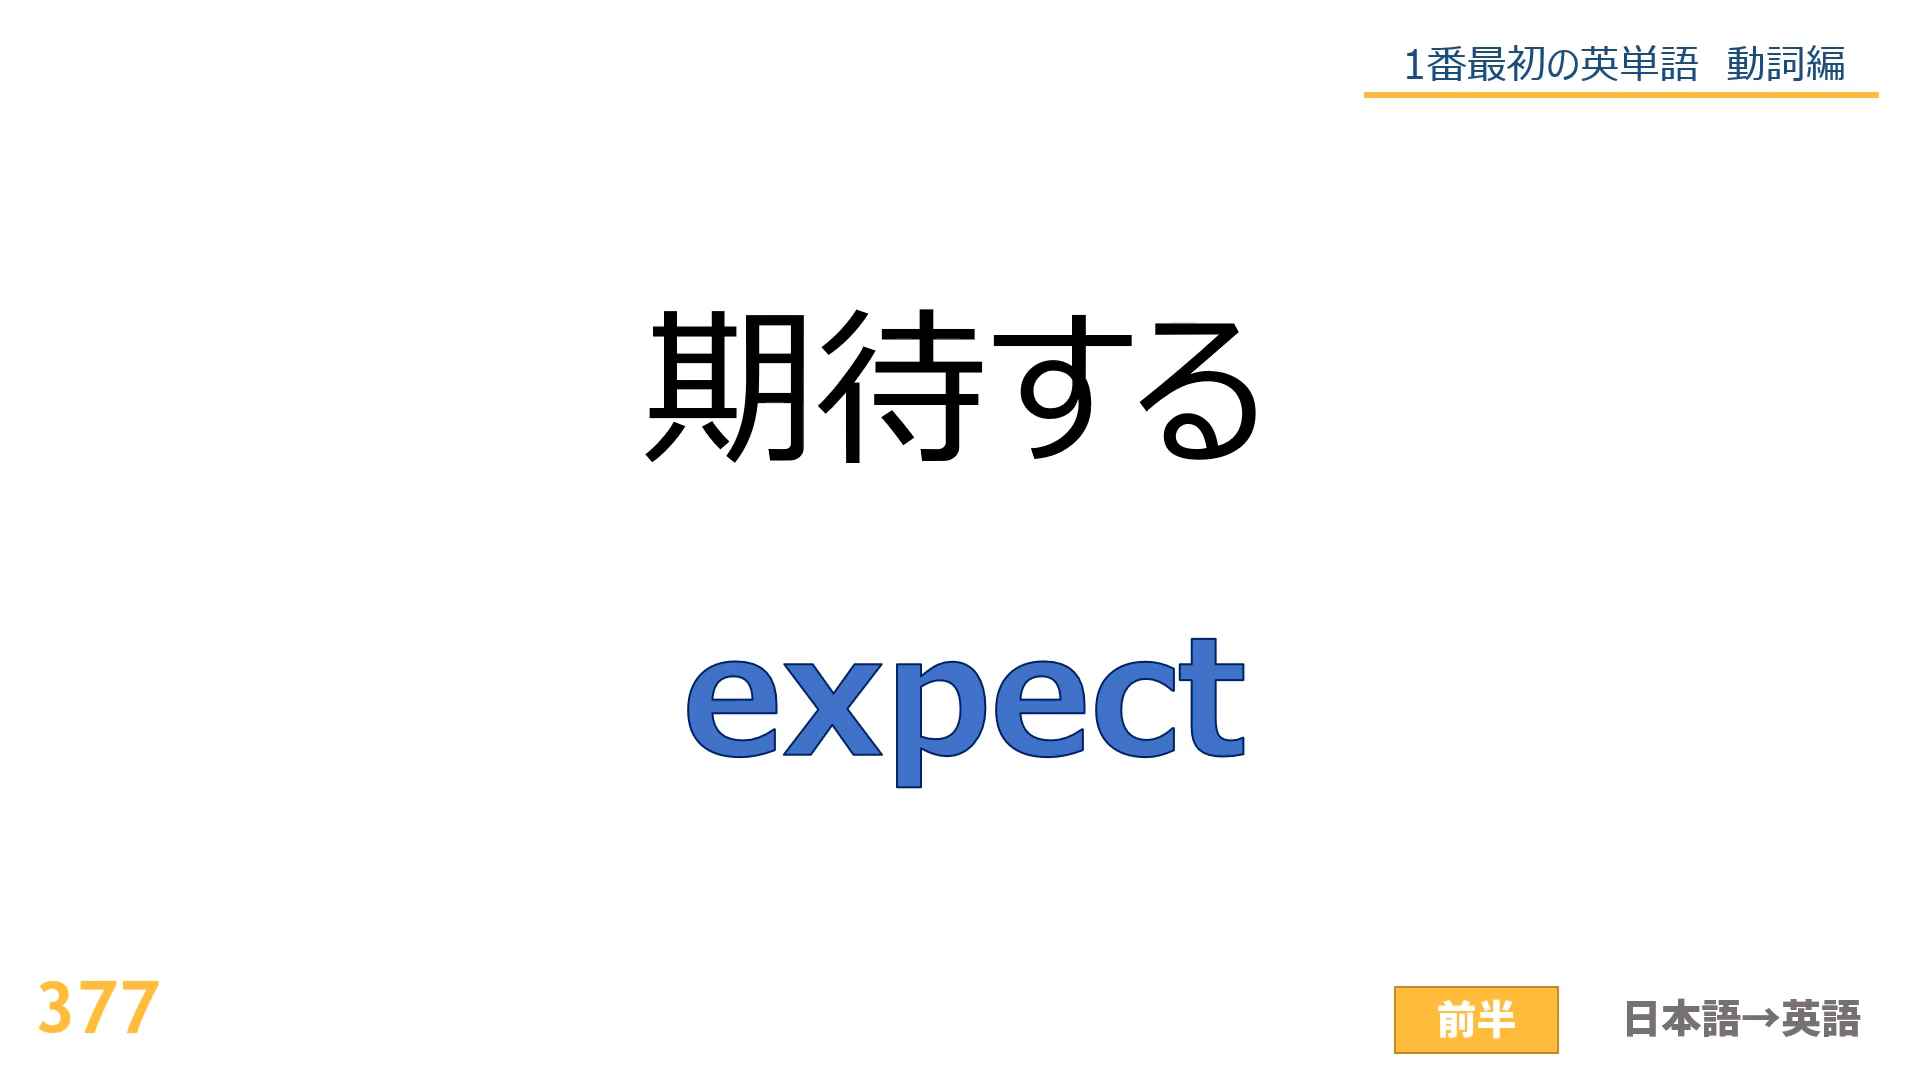 1番最初の英単語　動詞編
期待する
expect
377
前半
日本語→英語